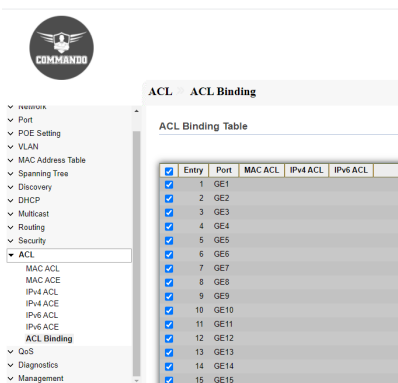 COMMANDO
ACL ACL Binding
Network
Port
POE Setting
VLAN
MAC Address Table
Spanning Tree
Discovery
DHCP
Multicast
Routing
Security
ACL
MAC ACL
MAC ACE
IPv4 ACL
IPv4 ACE
IPv6 ACL
IPv6 ACE
ACL Binding
QoS
Diagnostics
Management
ACL Binding Table
Entry Port MAC ACL IPv4 ACL IPv6 ACL
1 GE1
2 GE2
3 GE3
4 GE4
5 GE5
6 GE6
7 GE7
8 GE8
9 GE9
10 GE10
11 GE11
12 GE12
13 GE13
14 GE14
15 GE15